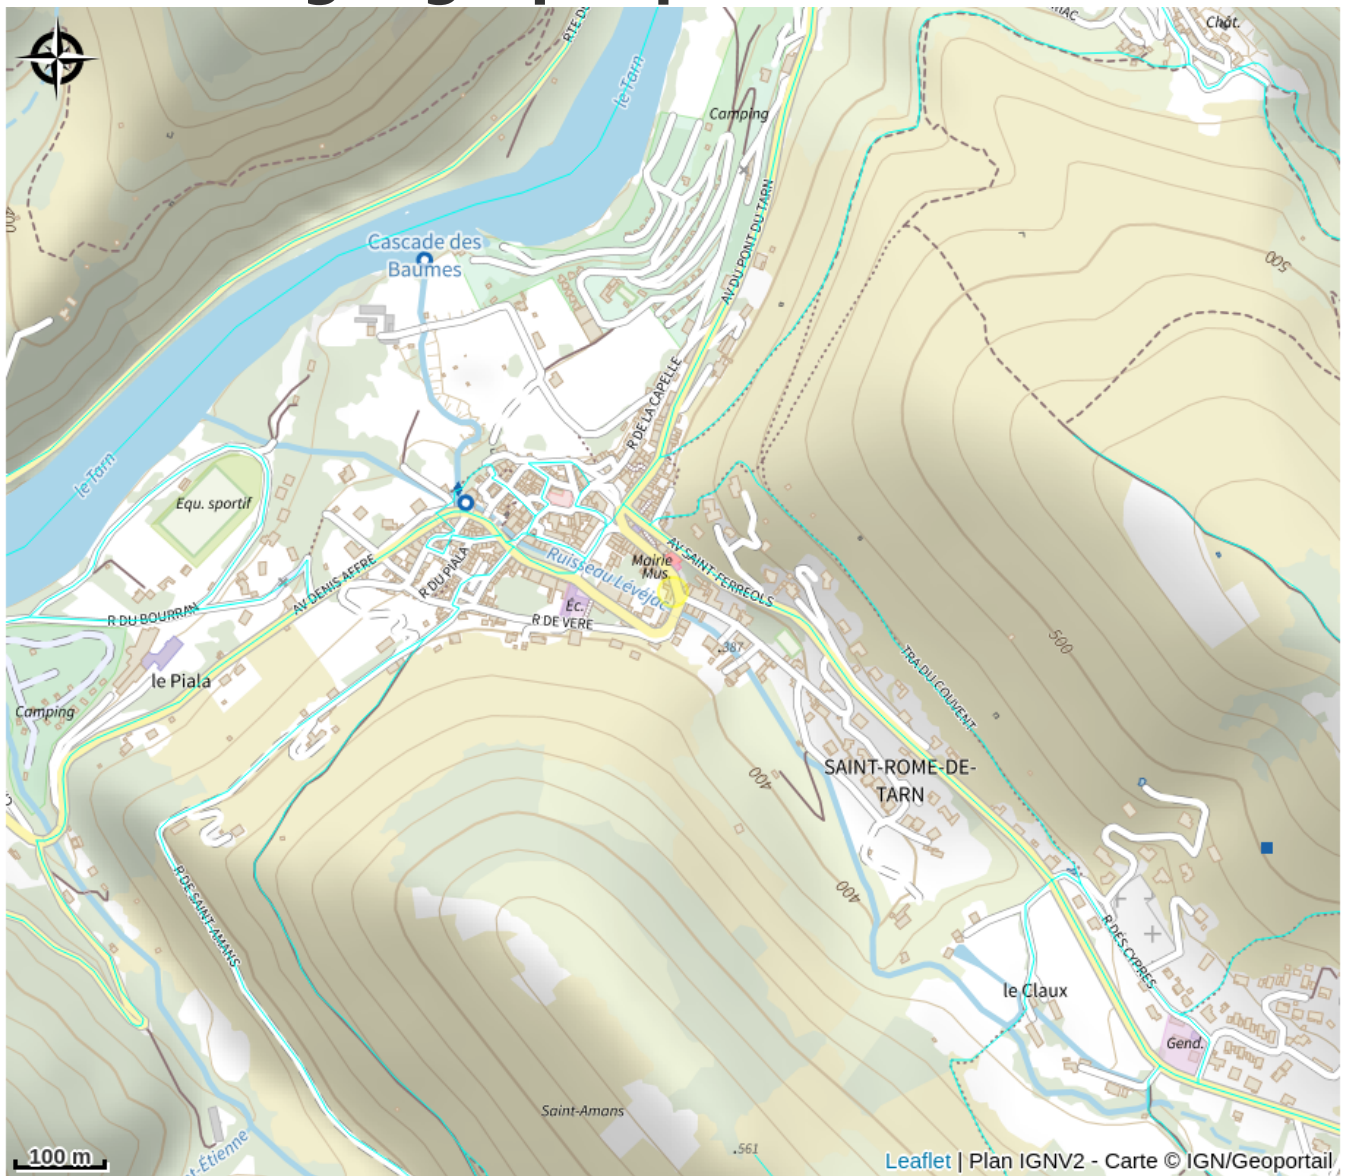 Chât.
le Tarn
Camping
400
AV DU PONT DU TARN
Cascade des
Baumes
500
R DE LA CAPELLE
le Tarn
Equ. sportif
AV SAINT-FERREOLS
Mairie
Mus.
Ruisseau Lévéjac
R DU PIALA
AV DENIS AFFRE
Éc.
R DE VERE
R DU BOURRAN
.387
500
TRA DU COUVENT
le Piala
Camping
400
SAINT-ROME-DE-
TARN
400
R DE SAINT-AMANS
R DES CYPRES
le Claux
Gend.
Saint-Amans
.561
t-Étienne
100 m
Leaflet | Plan IGNV2 - Carte © IGN/Geoportail